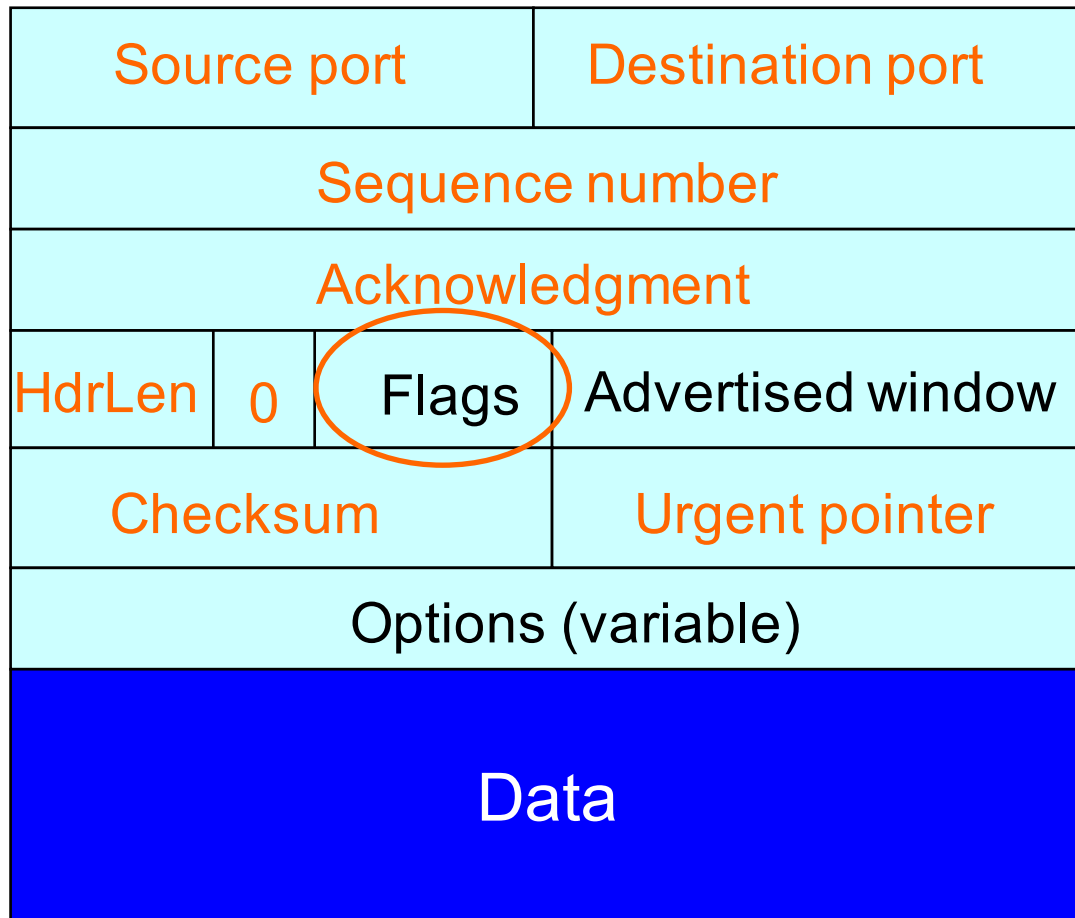 Source port Destination port
Sequence number
Acknowledgment
HdrLen 0 Flags Advertised window
Checksum Urgent pointer
Options (variable)
Data